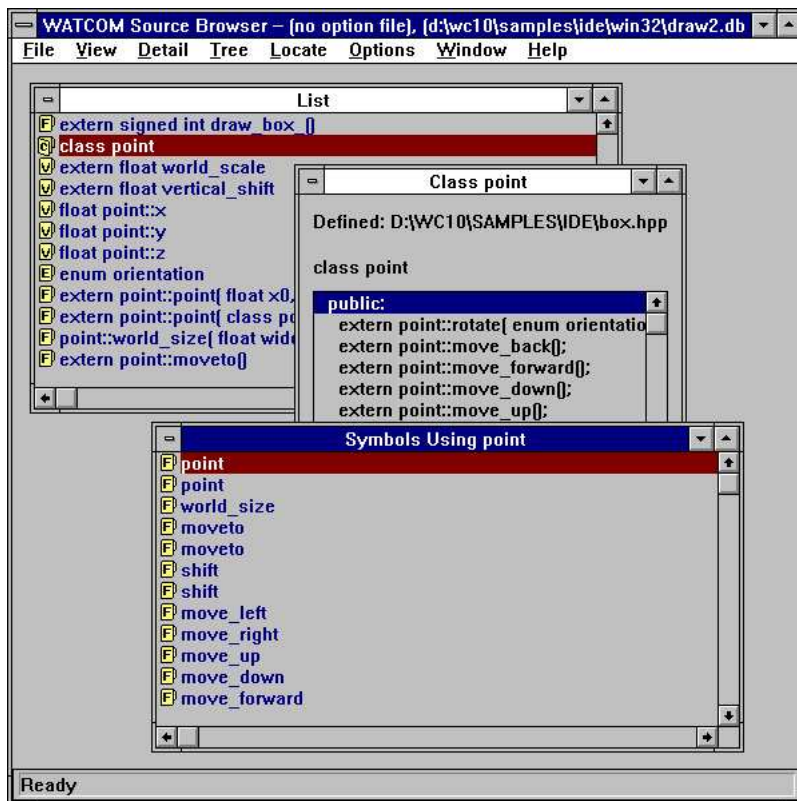 WATCOM Source Browser – (no option file), (d:\wc10\samples\ide\win32\draw2.db
File View Detail Tree Locate Options Window Help
List
F extern signed int draw_box_()
C class point
V extern float world_scale
V extern float vertical_shift
V float point::x
V float point::y
V float point::z
E enum orientation
F extern point::point( float x0,
F extern point::point( class po
F point::world_size( float wide
F extern point::moveto()
Class point
Defined: D:\WC10\SAMPLES\IDE\box.hpp
class point
public:
extern point::rotate( enum orientatio
extern point::move_back();
extern point::move_forward();
extern point::move_down();
extern point::move_up();
Symbols Using point
F point
F point
F world_size
F moveto
F moveto
F shift
F shift
F move_left
F move_right
F move_up
F move_down
F move_forward
Ready